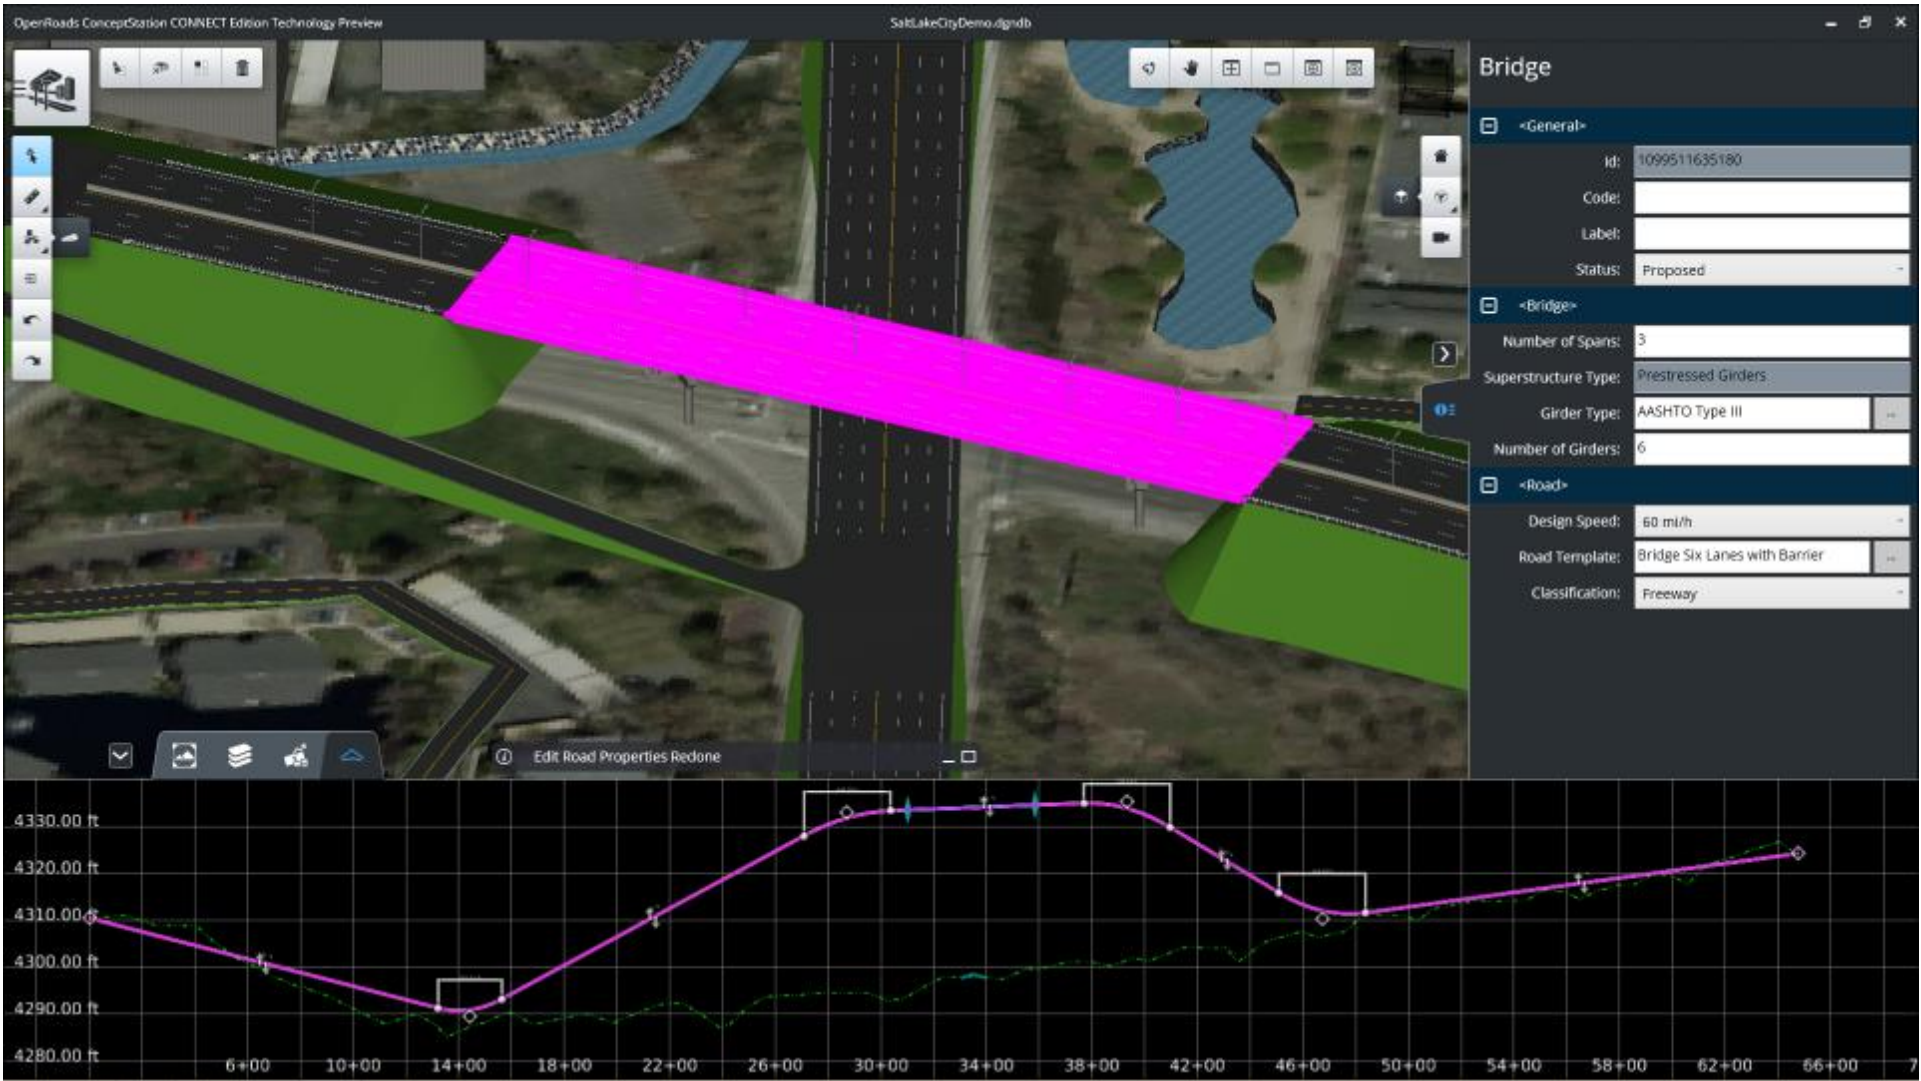 OpenRoads ConceptStation CONNECT Edition Technology Preview
SaltLakeCityDemo.dgndb
Bridge
<General>
Id: 1099511635180
Code:
Label:
Status: Proposed
<Bridge>
Number of Spans: 3
Superstructure Type: Prestressed Girders
Girder Type: AASHTO Type III
Number of Girders: 6
<Road>
Design Speed: 60 mi/h
Road Template: Bridge Six Lanes with Barrier
Classification: Freeway
Edit Road Properties Redone
4330.00 ft
4320.00 ft
4310.00 ft
4300.00 ft
4290.00 ft
4280.00 ft
6+00 10+00 14+00 18+00 22+00 26+00 30+00 34+00 38+00 42+00 46+00 50+00 54+00 58+00 62+00 66+00 7